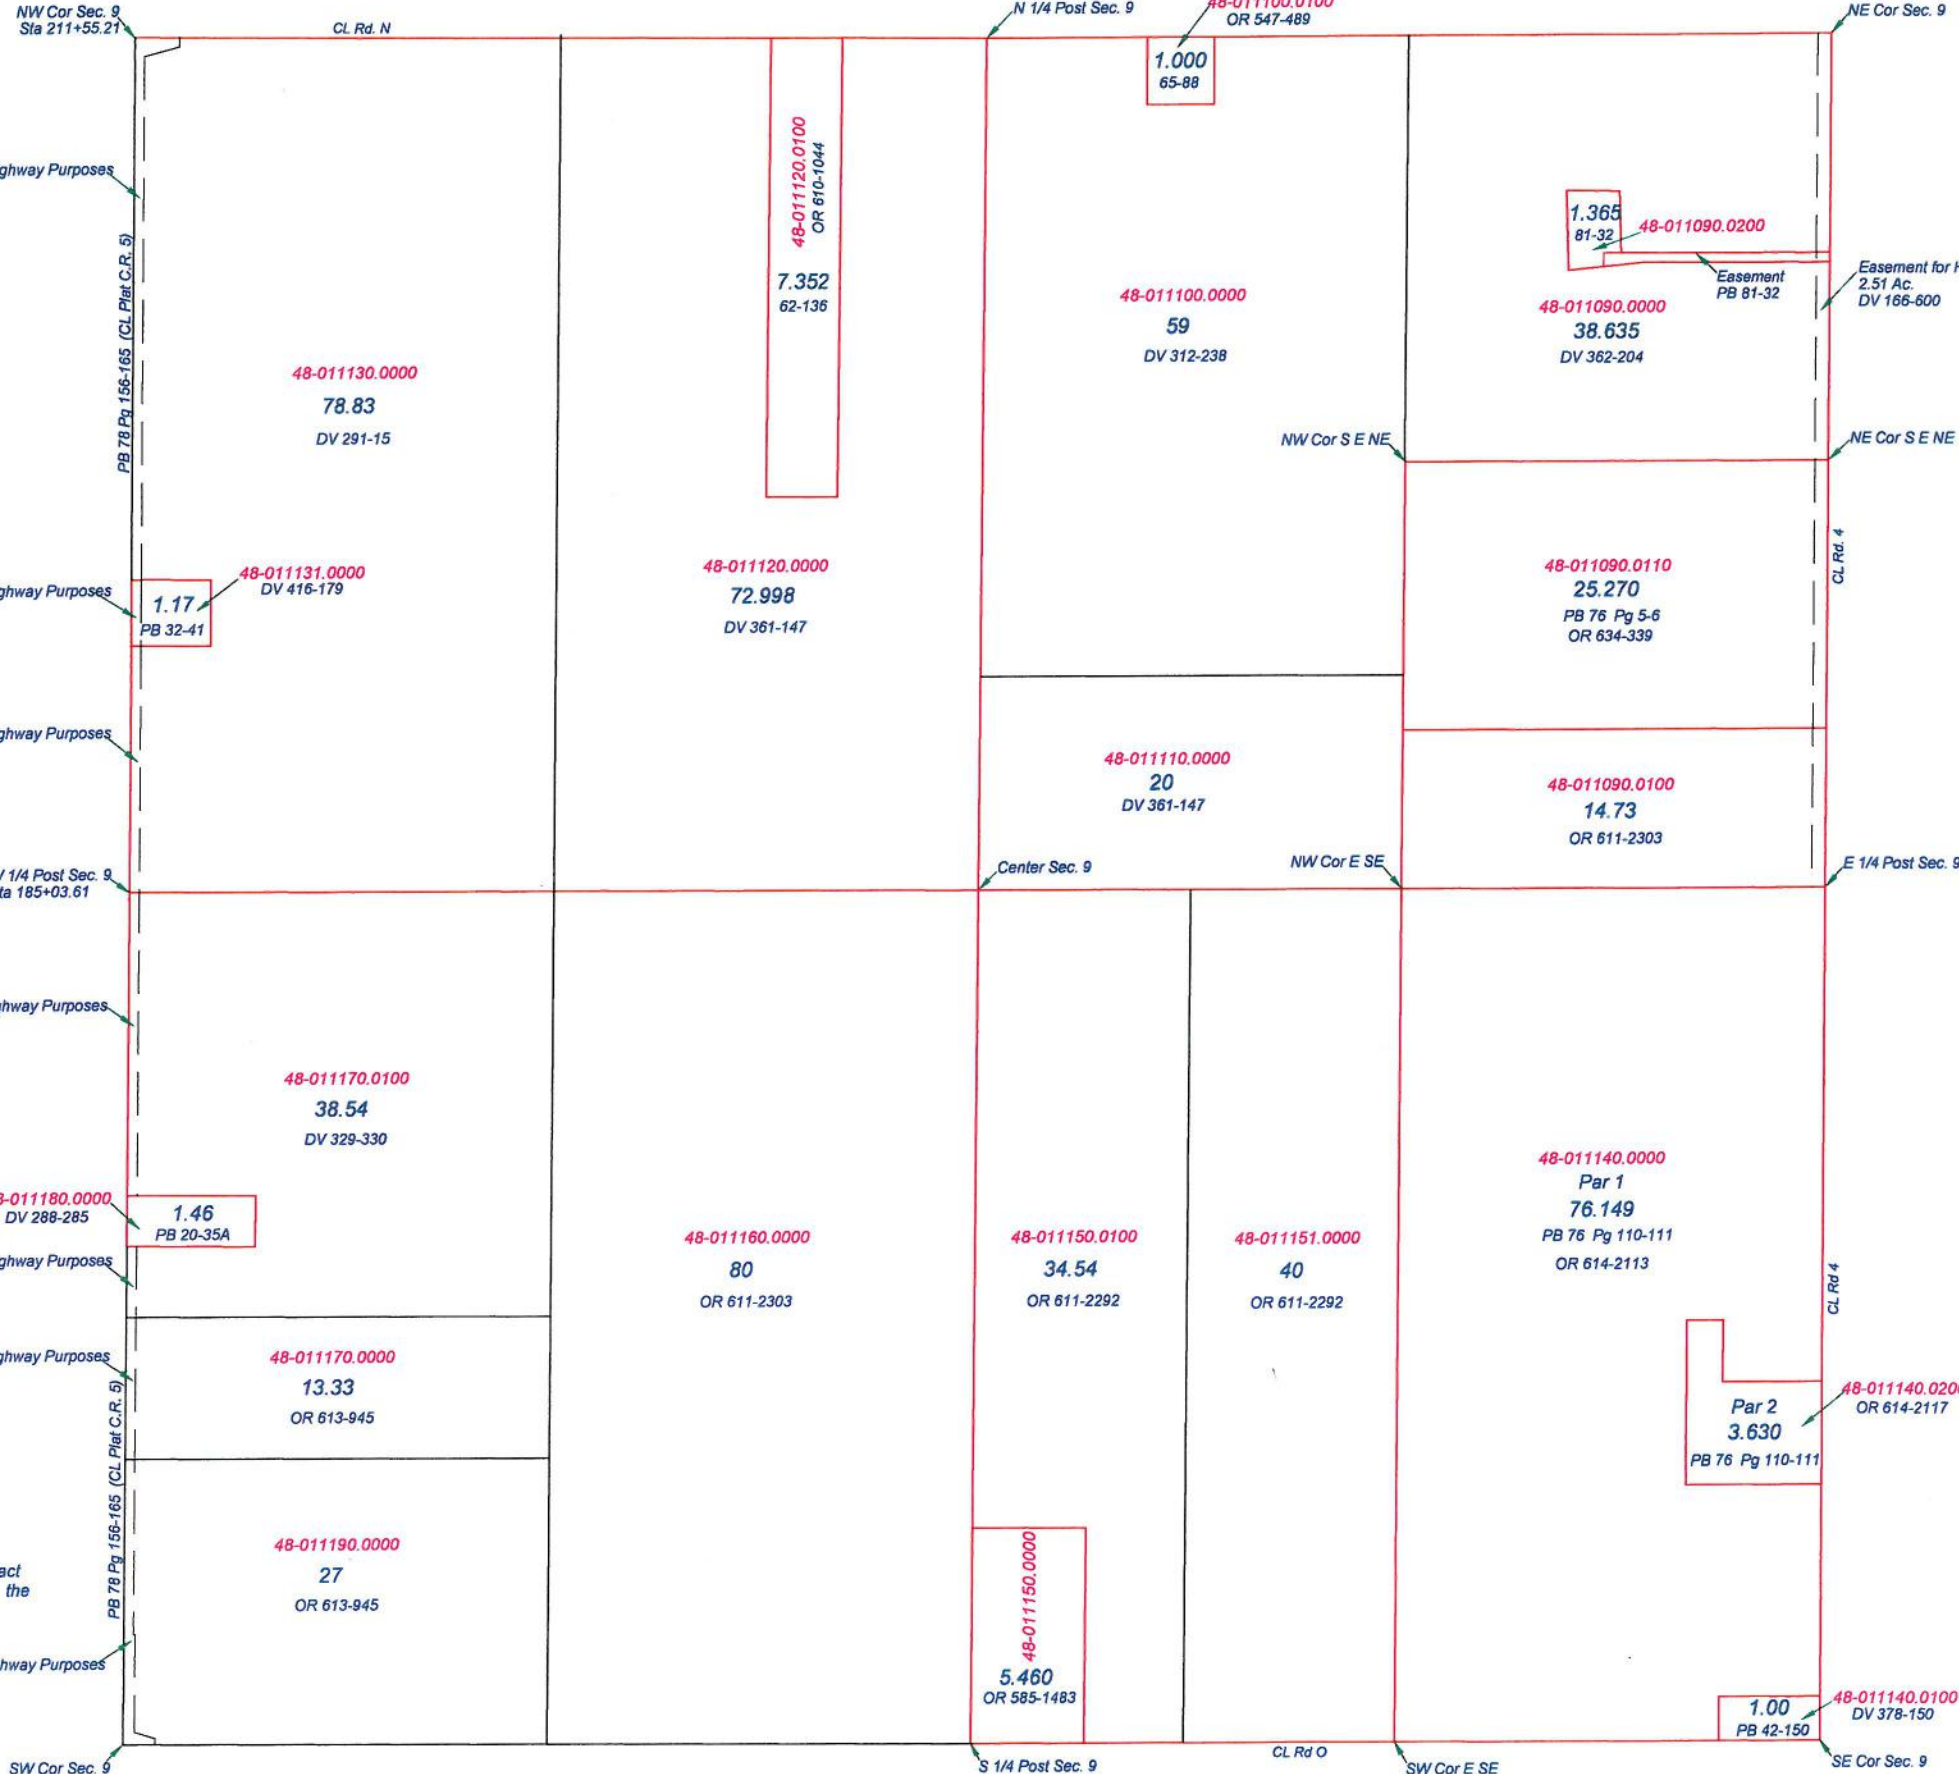 NW Cor Sec. 9
Sta 211+55.21
CL Rd. N
N 1/4 Post Sec. 9
48-011100.0100
OR 547-489
NE Cor Sec. 9
1.000
65-88
ghway Purposes
PB 78 Pg 156-165 (CL Plat C.R. 5)
48-011120.0100
OR 610-1044
7.352
62-136
1.365
81-32
48-011090.0200
Easement
PB 81-32
Easement for H
2.51 Ac.
DV 166-600
48-011100.0000
59
DV 312-238
48-011090.0000
38.635
DV 362-204
48-011130.0000
78.83
DV 291-15
NW Cor S E NE
NE Cor S E NE
CL Rd. 4
ghway Purposes
48-011131.0000
DV 416-179
1.17
PB 32-41
48-011120.0000
72.998
DV 361-147
48-011090.0110
25.270
PB 76 Pg 5-6
OR 634-339
ghway Purposes
48-011110.0000
20
DV 361-147
48-011090.0100
14.73
OR 611-2303
1/4 Post Sec. 9
ta 185+03.61
Center Sec. 9
NW Cor E SE
E 1/4 Post Sec. 9
hway Purposes
48-011170.0100
38.54
DV 329-330
-011180.0000
DV 288-285
1.46
PB 20-35A
ghway Purposes
48-011160.0000
80
OR 611-2303
48-011150.0100
34.54
OR 611-2292
48-011151.0000
40
OR 611-2292
48-011140.0000
Par 1
76.149
PB 76 Pg 110-111
OR 614-2113
CL Rd 4
ghway Purposes
48-011170.0000
13.33
OR 613-945
Par 2
3.630
PB 76 Pg 110-111
48-011140.020
OR 614-2117
PB 78 Pg 156-165 (CL Plat C.R. 5)
act
the
48-011190.0000
27
OR 613-945
48-011150.0000
5.460
OR 585-1483
hway Purposes
1.00
PB 42-150
48-011140.0100
DV 378-150
SW Cor Sec. 9
S 1/4 Post Sec. 9
CL Rd O
SW Cor E SE
SE Cor Sec. 9